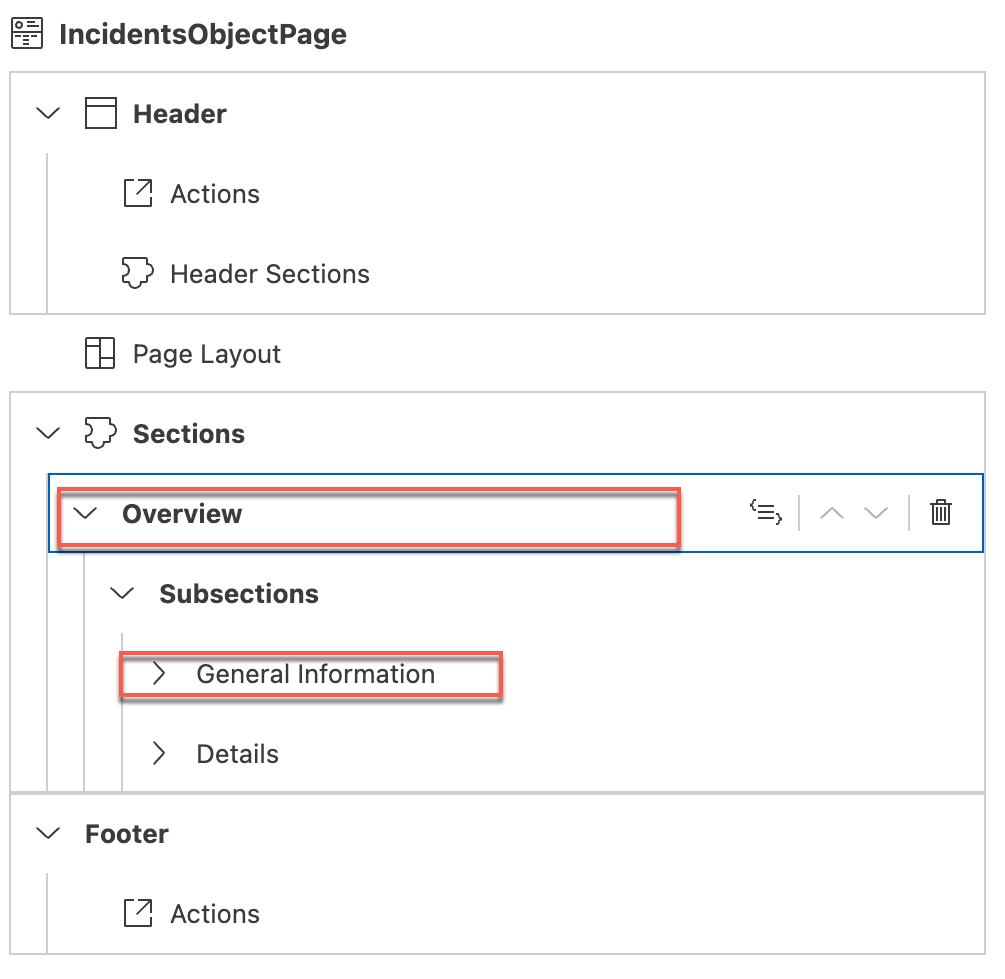 IncidentsObjectPage
Header
Actions
Header Sections
Page Layout
Sections
Overview
Subsections
General Information
Details
Footer
Actions